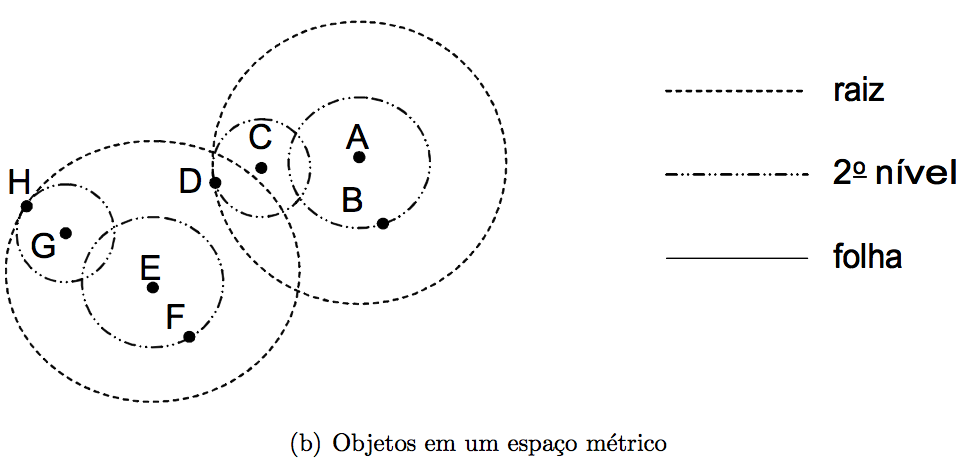 C
A
raiz
H
D
B
2º nível
G
E
F
folha
(b) Objetos em um espaço métrico